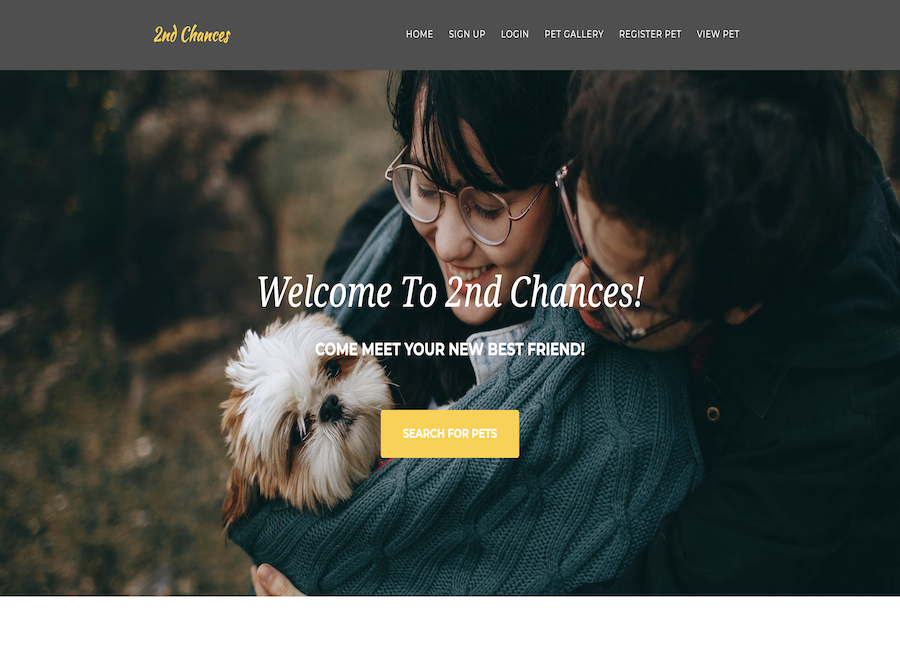 2nd Chances
HOME SIGN UP LOGIN PET GALLERY REGISTER PET VIEW PET
Welcome To 2nd Chances!
COME MEET YOUR NEW BEST FRIEND!
SEARCH FOR PETS